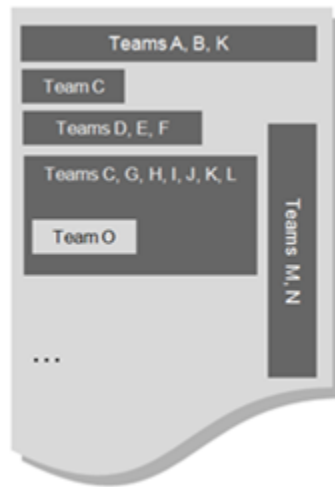 Teams A, B, K
Team C
Teams D, E, F
Teams C, G, H, I, J, K, L
Team O
Teams M, N
...